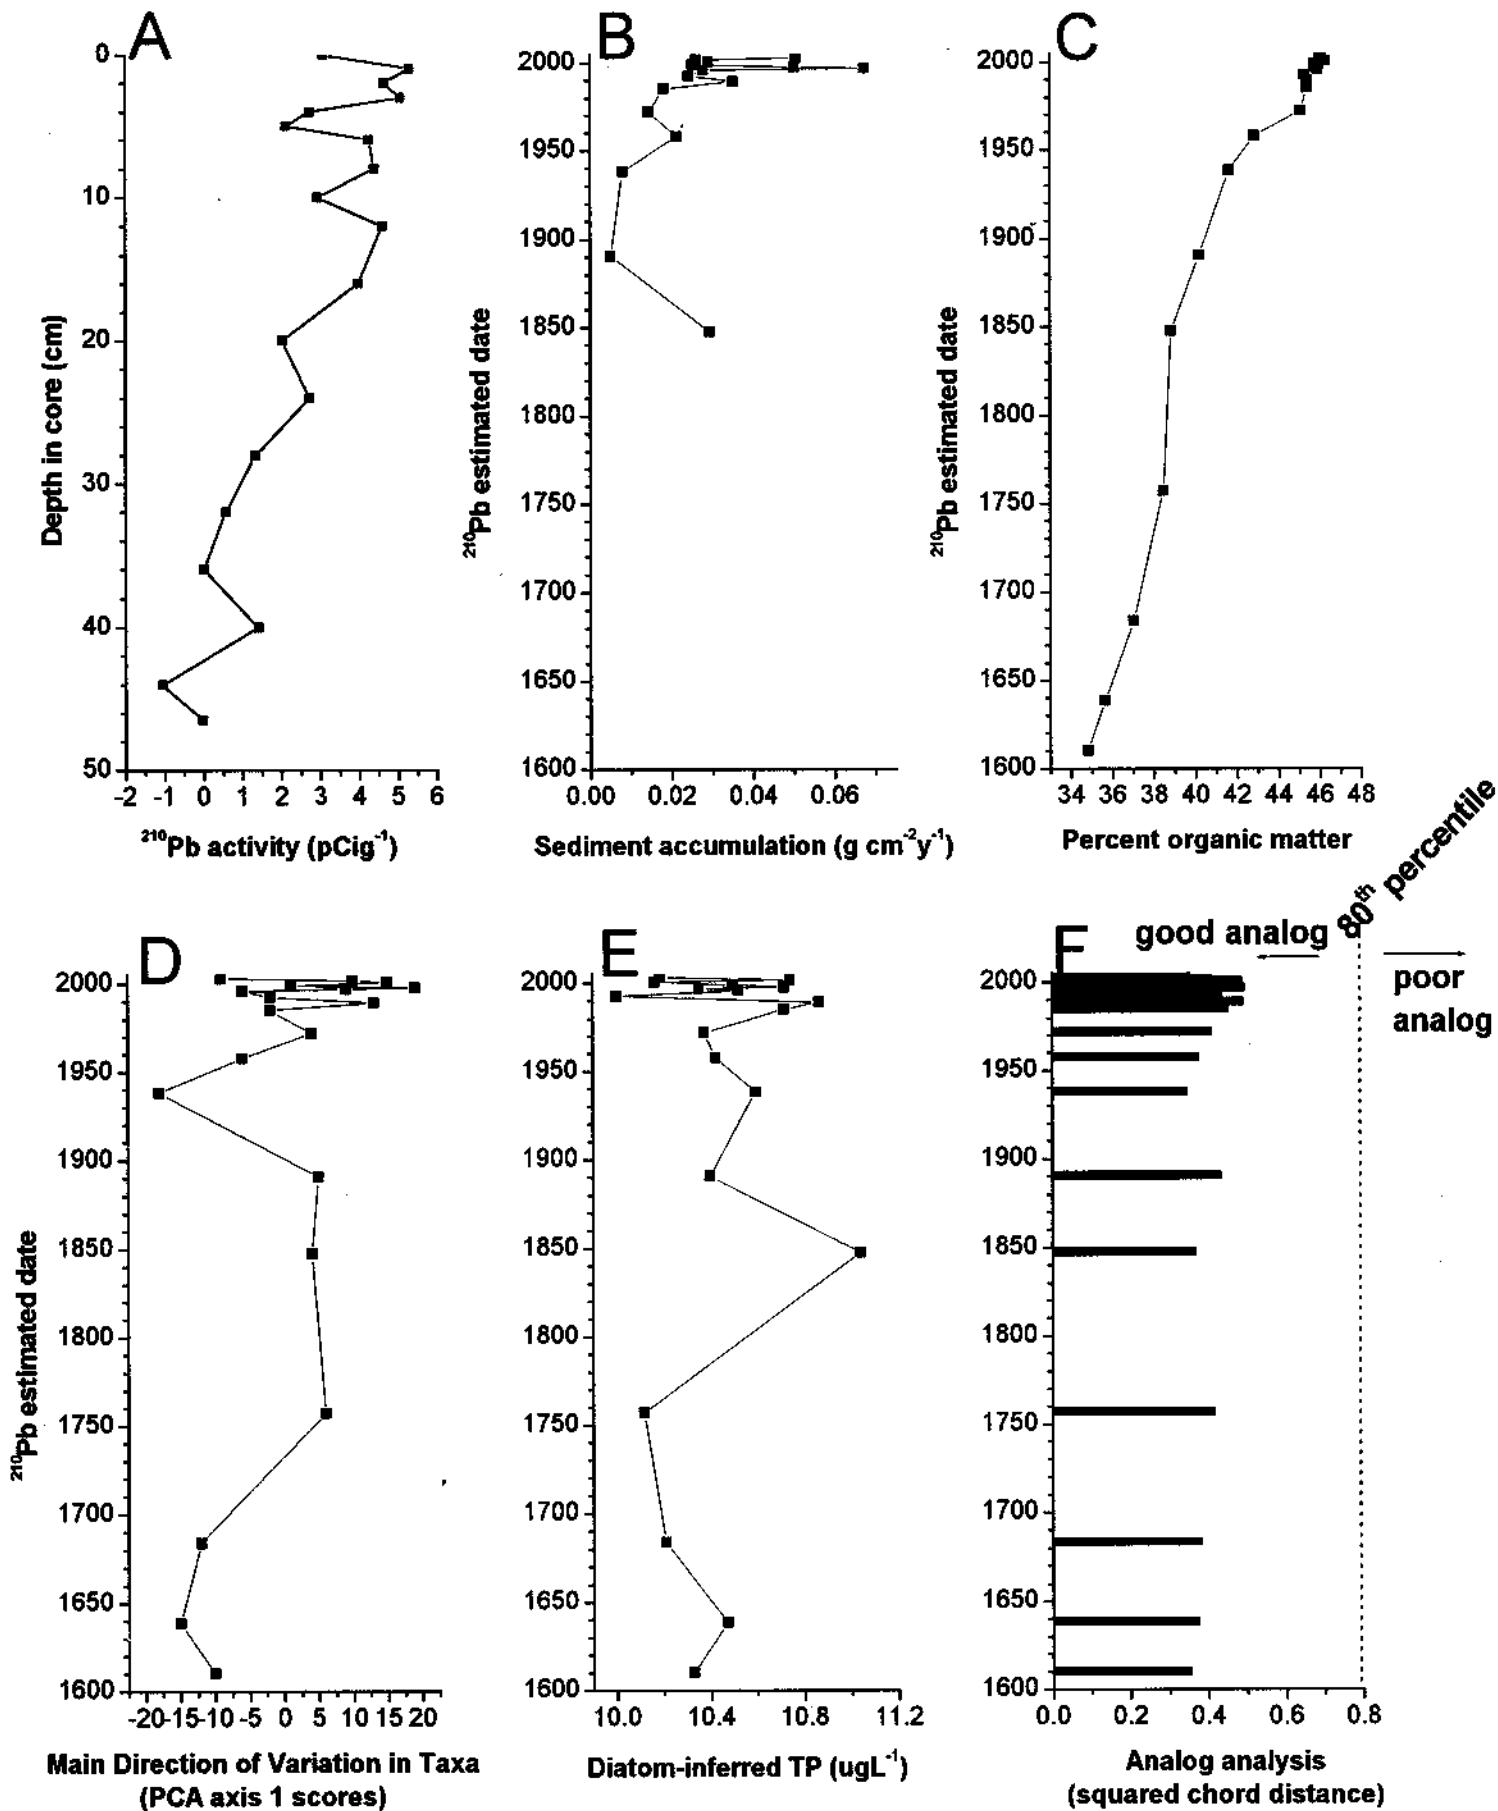 A
0
10
20
30
40
50
-2 -1 0 1 2 3 4 5 6
Depth in core (cm)
²¹⁰Pb activity (pCig⁻¹)
B
2000
1950
1900
1850
1800
1750
1700
1650
1600
0.00 0.02 0.04 0.06
²¹⁰Pb estimated date
Sediment accumulation (g cm⁻²y⁻¹)
C
2000
1950
1900
1850
1800
1750
1700
1650
1600
34 36 38 40 42 44 46 48
²¹⁰Pb estimated date
Percent organic matter
D
2000
1950
1900
1850
1800
1750
1700
1650
1600
-20 -15 -10 -5 0 5 10 15 20
²¹⁰Pb estimated date
Main Direction of Variation in Taxa
(PCA axis 1 scores)
E
2000
1950
1900
1850
1800
1750
1700
1650
1600
10.0 10.4 10.8 11.2
Diatom-inferred TP (ugL⁻¹)
F
good analog
80ᵗʰ percentile
poor
analog
2000
1950
1900
1850
1800
1750
1700
1650
1600
0.0 0.2 0.4 0.6 0.8
Analog analysis
(squared chord distance)